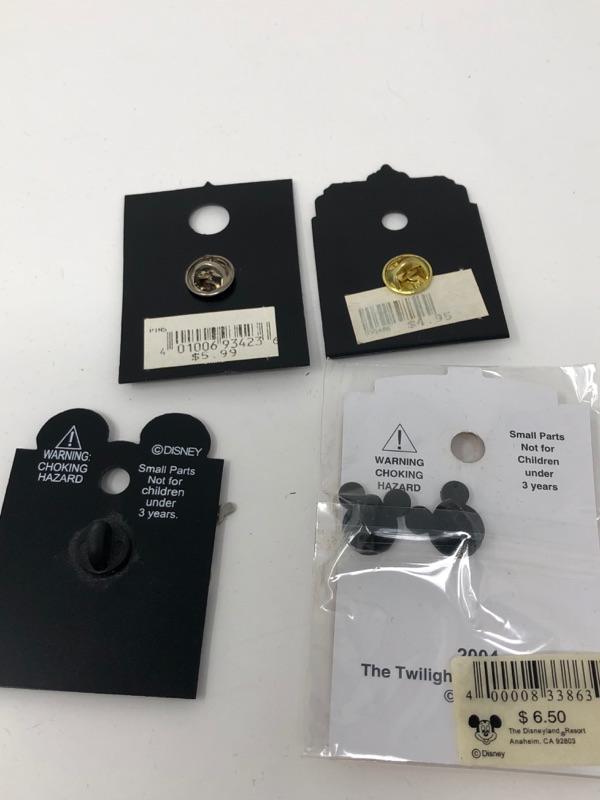 PINS
4 01006 93423 6
$5.99
$4.95
WARNING:
CHOKING
HAZARD
©DISNEY
Small Parts
Not for
children
under
3 years.
WARNING
CHOKING
HAZARD
Small Parts
Not for
Children
under
3 years
2004
The Twiligh
©
4 00008 33863
$ 6.50
The Disneyland® Resort
Anaheim, CA 92803
©Disney